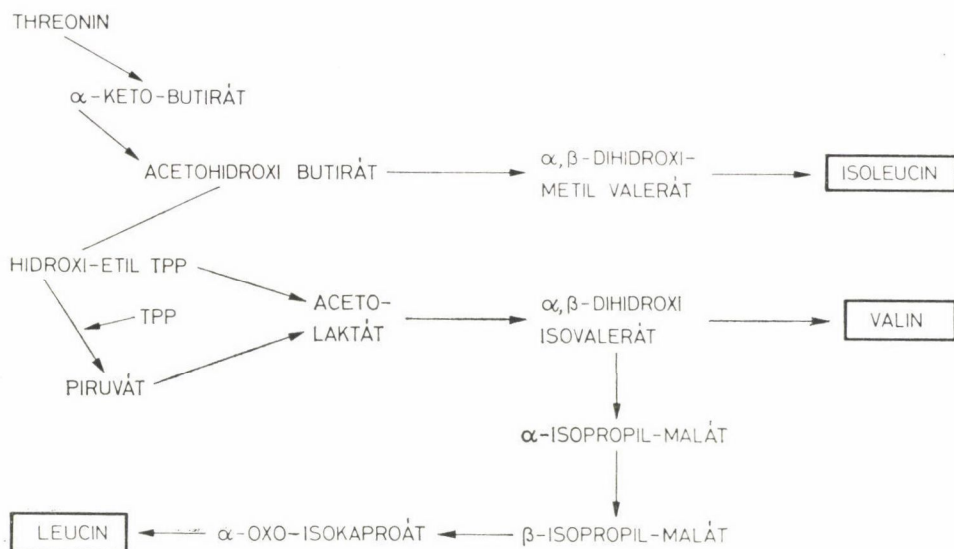 THREONIN
α-KETO-BUTIRÁT
ACETOHIDROXI BUTIRÁT
α,β-DIHIDROXI-
METIL VALERÁT
ISOLEUCIN
HIDROXI-ETIL TPP
TPP
PIRUVÁT
ACETO-
LAKTÁT
α,β-DIHIDROXI
ISOVALERÁT
VALIN
α-ISOPROPIL-MALÁT
β-ISOPROPIL-MALÁT
α-OXO-ISOKAPROÁT
LEUCIN